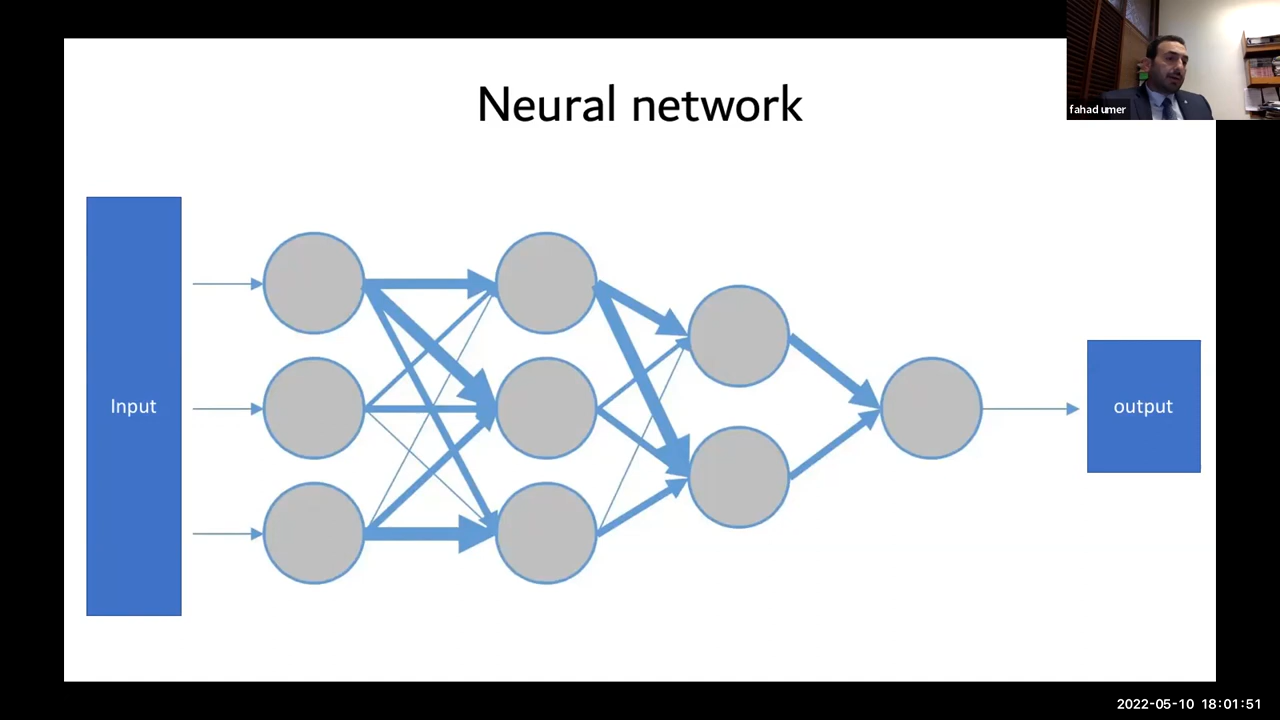 Neural network
fahad umer
Input
output
2022-05-10 18:01:51